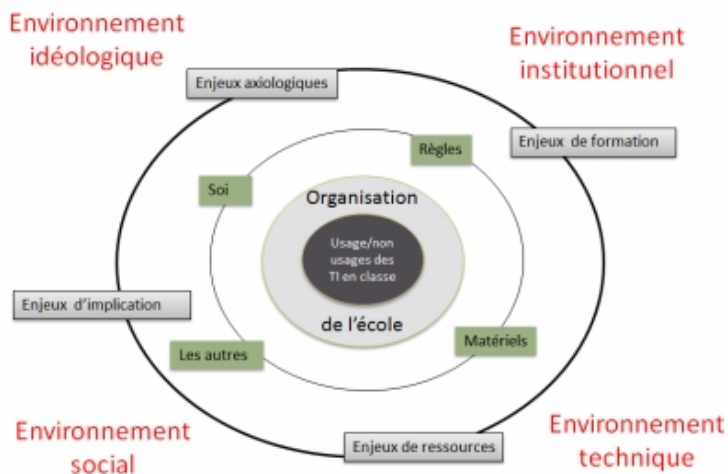 Environnement
idéologique
Environnement
institutionnel
Enjeux axiologiques
Enjeux de formation
Règles
Soi
Organisation
Usage/non
usages des
TI en classe
de l'école
Enjeux d'implication
Matériels
Les autres
Environnement
social
Enjeux de ressources
Environnement
technique